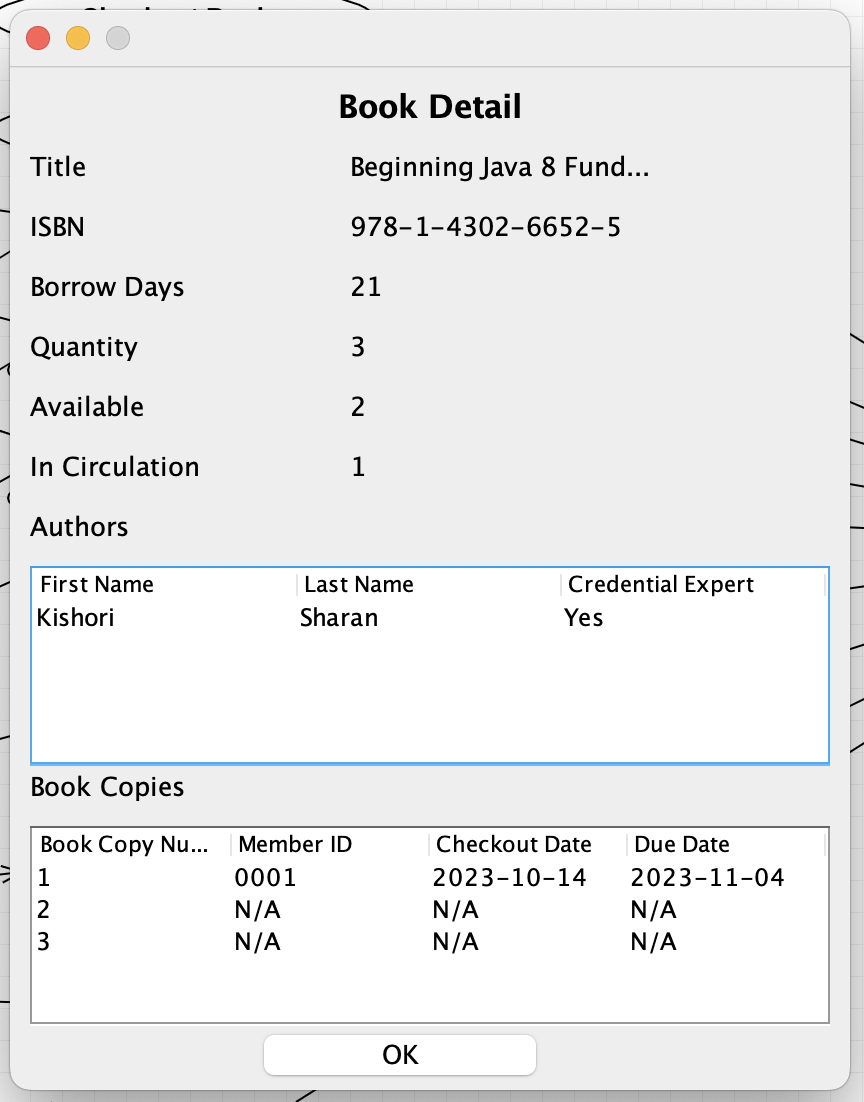 Book Detail
Title Beginning Java 8 Fund...
ISBN 978-1-4302-6652-5
Borrow Days 21
Quantity 3
Available 2
In Circulation 1
Authors
First Name Last Name Credential Expert
Kishori Sharan Yes
Book Copies
Book Copy Nu... Member ID Checkout Date Due Date
1 0001 2023-10-14 2023-11-04
2 N/A N/A N/A
3 N/A N/A N/A
OK